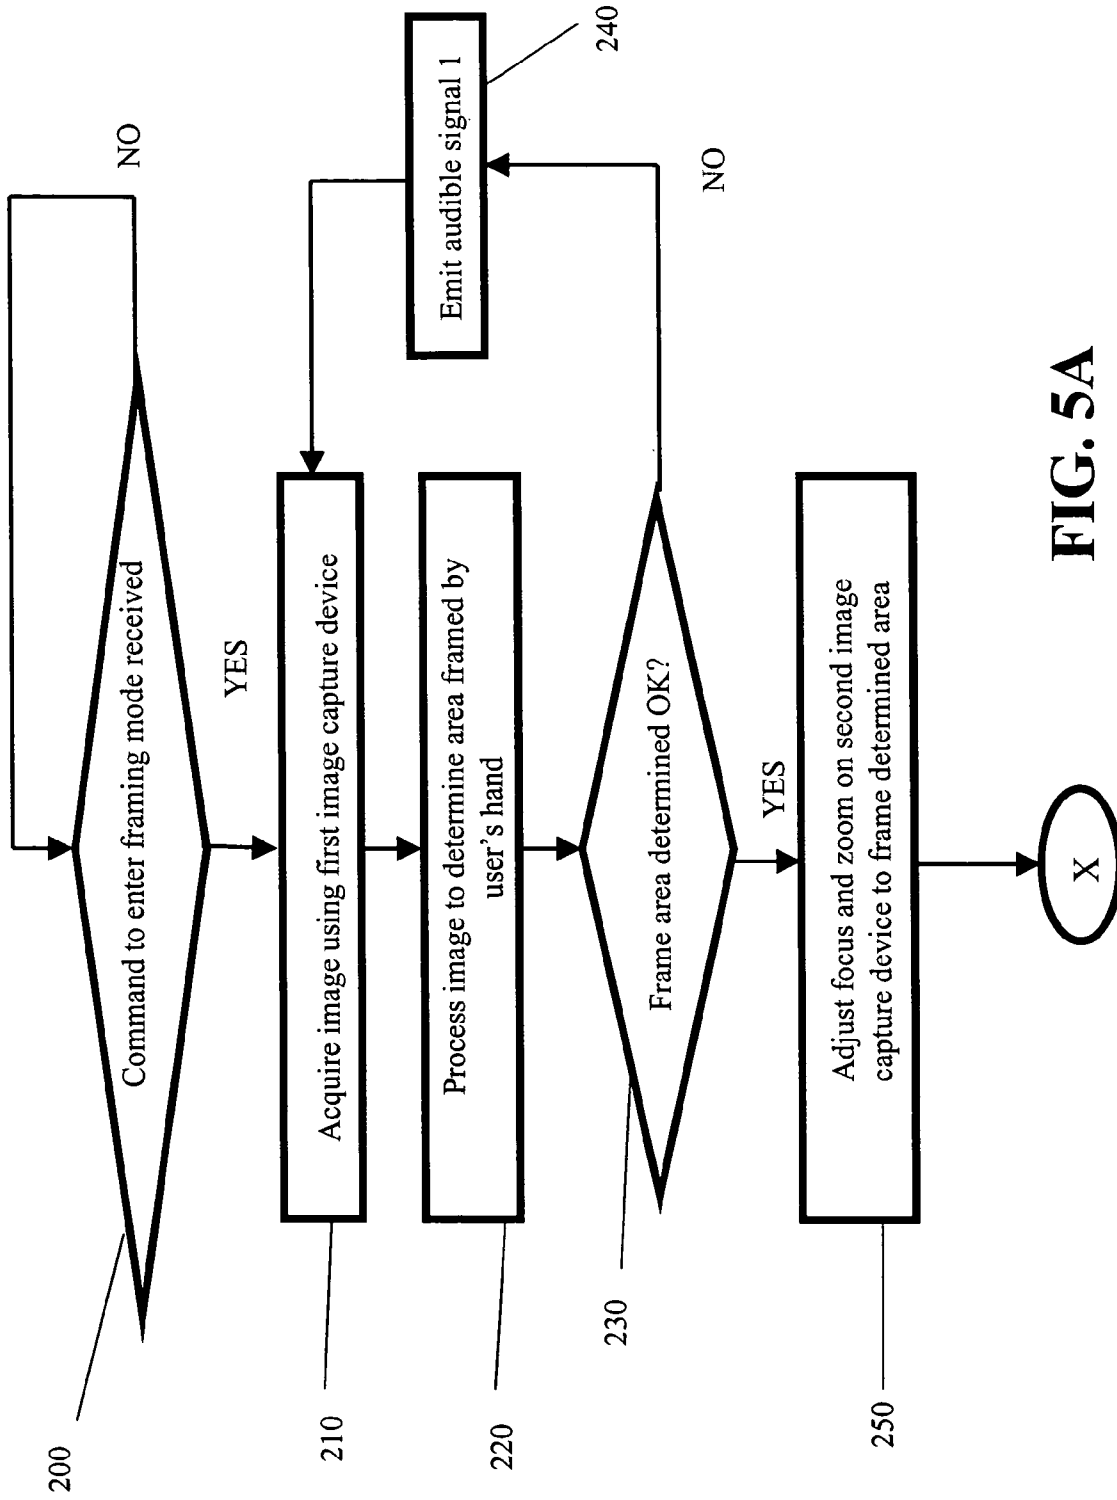 200
Command to enter framing mode received
NO
YES
210
Acquire image using first image capture device
220
Process image to determine area framed by
user's hand
Emit audible signal 1
240
230
Frame area determined OK?
NO
YES
250
Adjust focus and zoom on second image
capture device to frame determined area
X
FIG. 5A